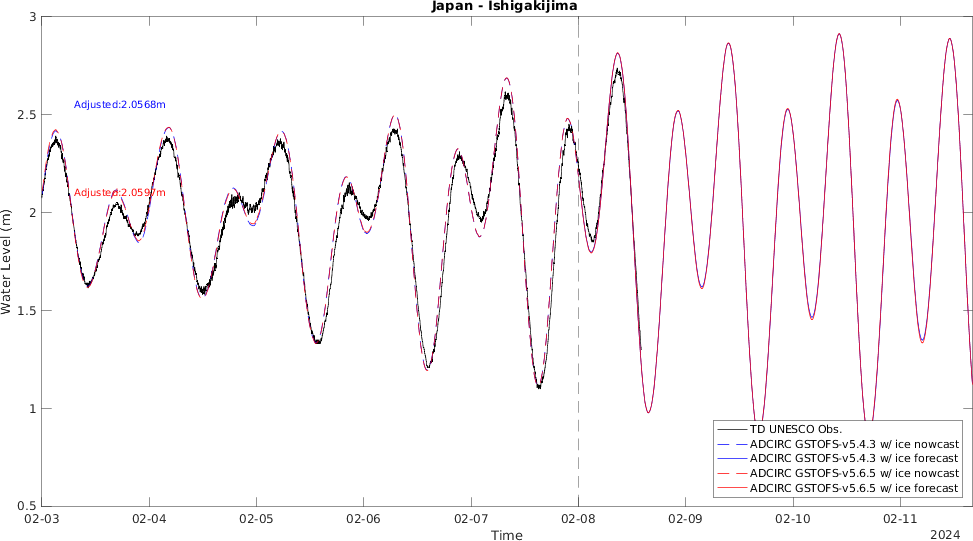 Japan - Ishigakijima
3
2.5
2
1.5
1
0.5
Water Level (m)
Adjusted:2.0568m
Adjusted:2.0597m
TD UNESCO Obs.
ADCIRC GSTOFS-v5.4.3 w/ ice nowcast
ADCIRC GSTOFS-v5.4.3 w/ ice forecast
ADCIRC GSTOFS-v5.6.5 w/ ice nowcast
ADCIRC GSTOFS-v5.6.5 w/ ice forecast
02-03 02-04 02-05 02-06 02-07 02-08 02-09 02-10 02-11
Time
2024